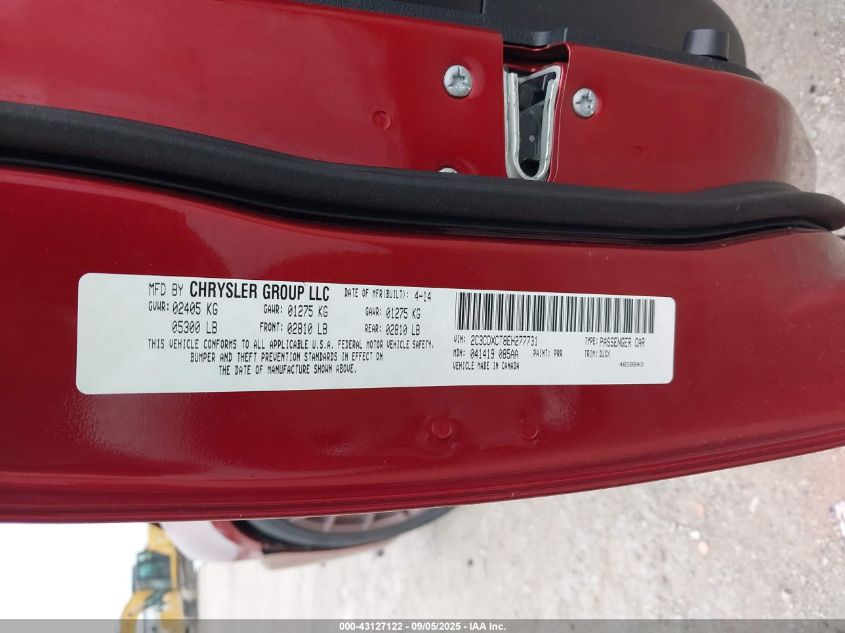 MFD BY CHRYSLER GROUP LLC DATE OF MFR(BUILT): 4-14
GVWR: 02405 KG GAWR: 01275 KG GAWR: 01275 KG
05300 LB FRONT: 02810 LB REAR: 02810 LB
THIS VEHICLE CONFORMS TO ALL APPLICABLE U.S.A. FEDERAL MOTOR VEHICLE SAFETY,
BUMPER AND THEFT PREVENTION STANDARDS IN EFFECT ON
THE DATE OF MANUFACTURE SHOWN ABOVE.
VIN: 2C3CDXCT8EH277731 TYPE: PASSENGER CAR
MDH: 041419 085AA PAINT: PRR TRIM:
VEHICLE MADE IN CANADA 4650843
000-43127122 - 09/05/2025 - IAA Inc.